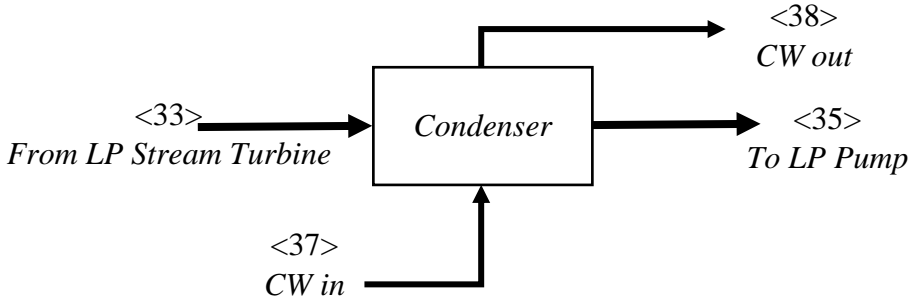 <38>
CW out
<33>
From LP Stream Turbine
Condenser
<35>
To LP Pump
<37>
CW in